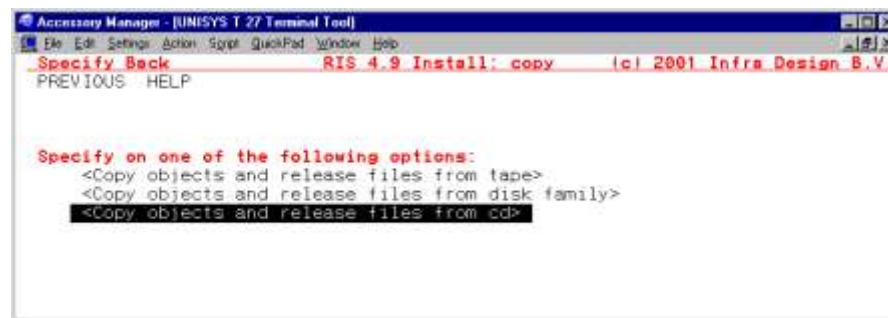 Accessory Manager - [UNISYS T 27 Terminal Tool]
File Edit Settings Action Script QuickPad Window Help
Specify Back RIS 4.9 Install: copy (c) 2001 Infra Design B.V
PREVIOUS HELP
Specify on one of the following options:
<Copy objects and release files from tape>
<Copy objects and release files from disk family>
<Copy objects and release files from cd>